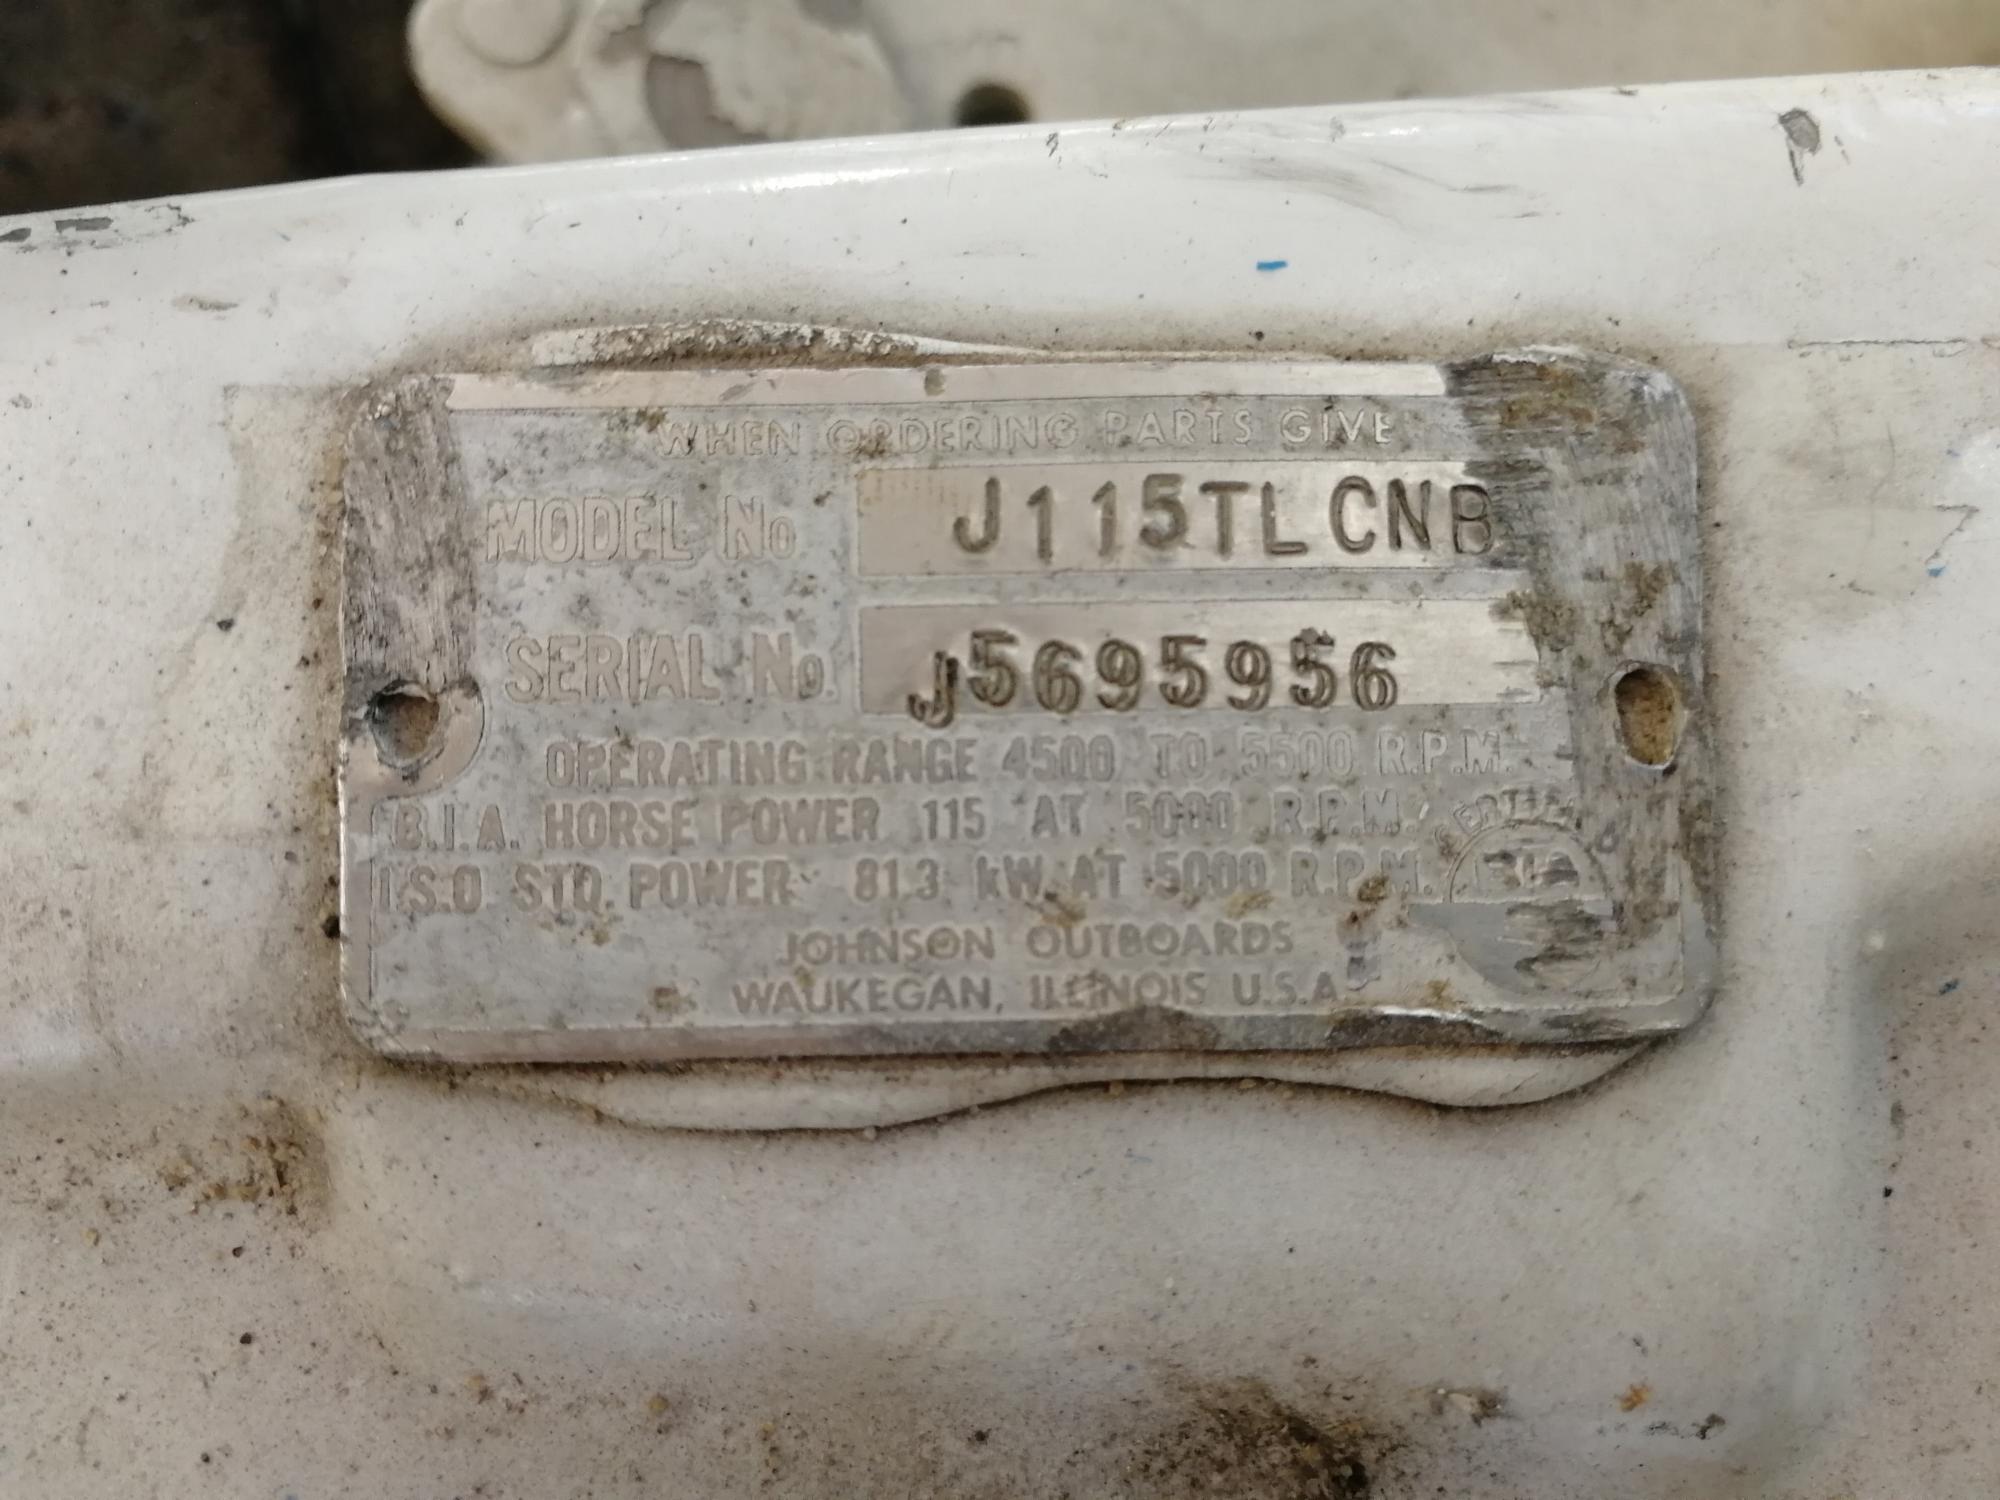 WHEN ORDERING PARTS GIVE
MODEL No. J115TLCNB
SERIAL No. J5695956
OPERATING RANGE 4500 TO 5500 R.P.M.
B.I.A. HORSE POWER 115 AT 5000 R.P.M.
I.S.O STD. POWER 81.3 kW AT 5000 R.P.M.
JOHNSON OUTBOARDS
WAUKEGAN, ILLINOIS U.S.A